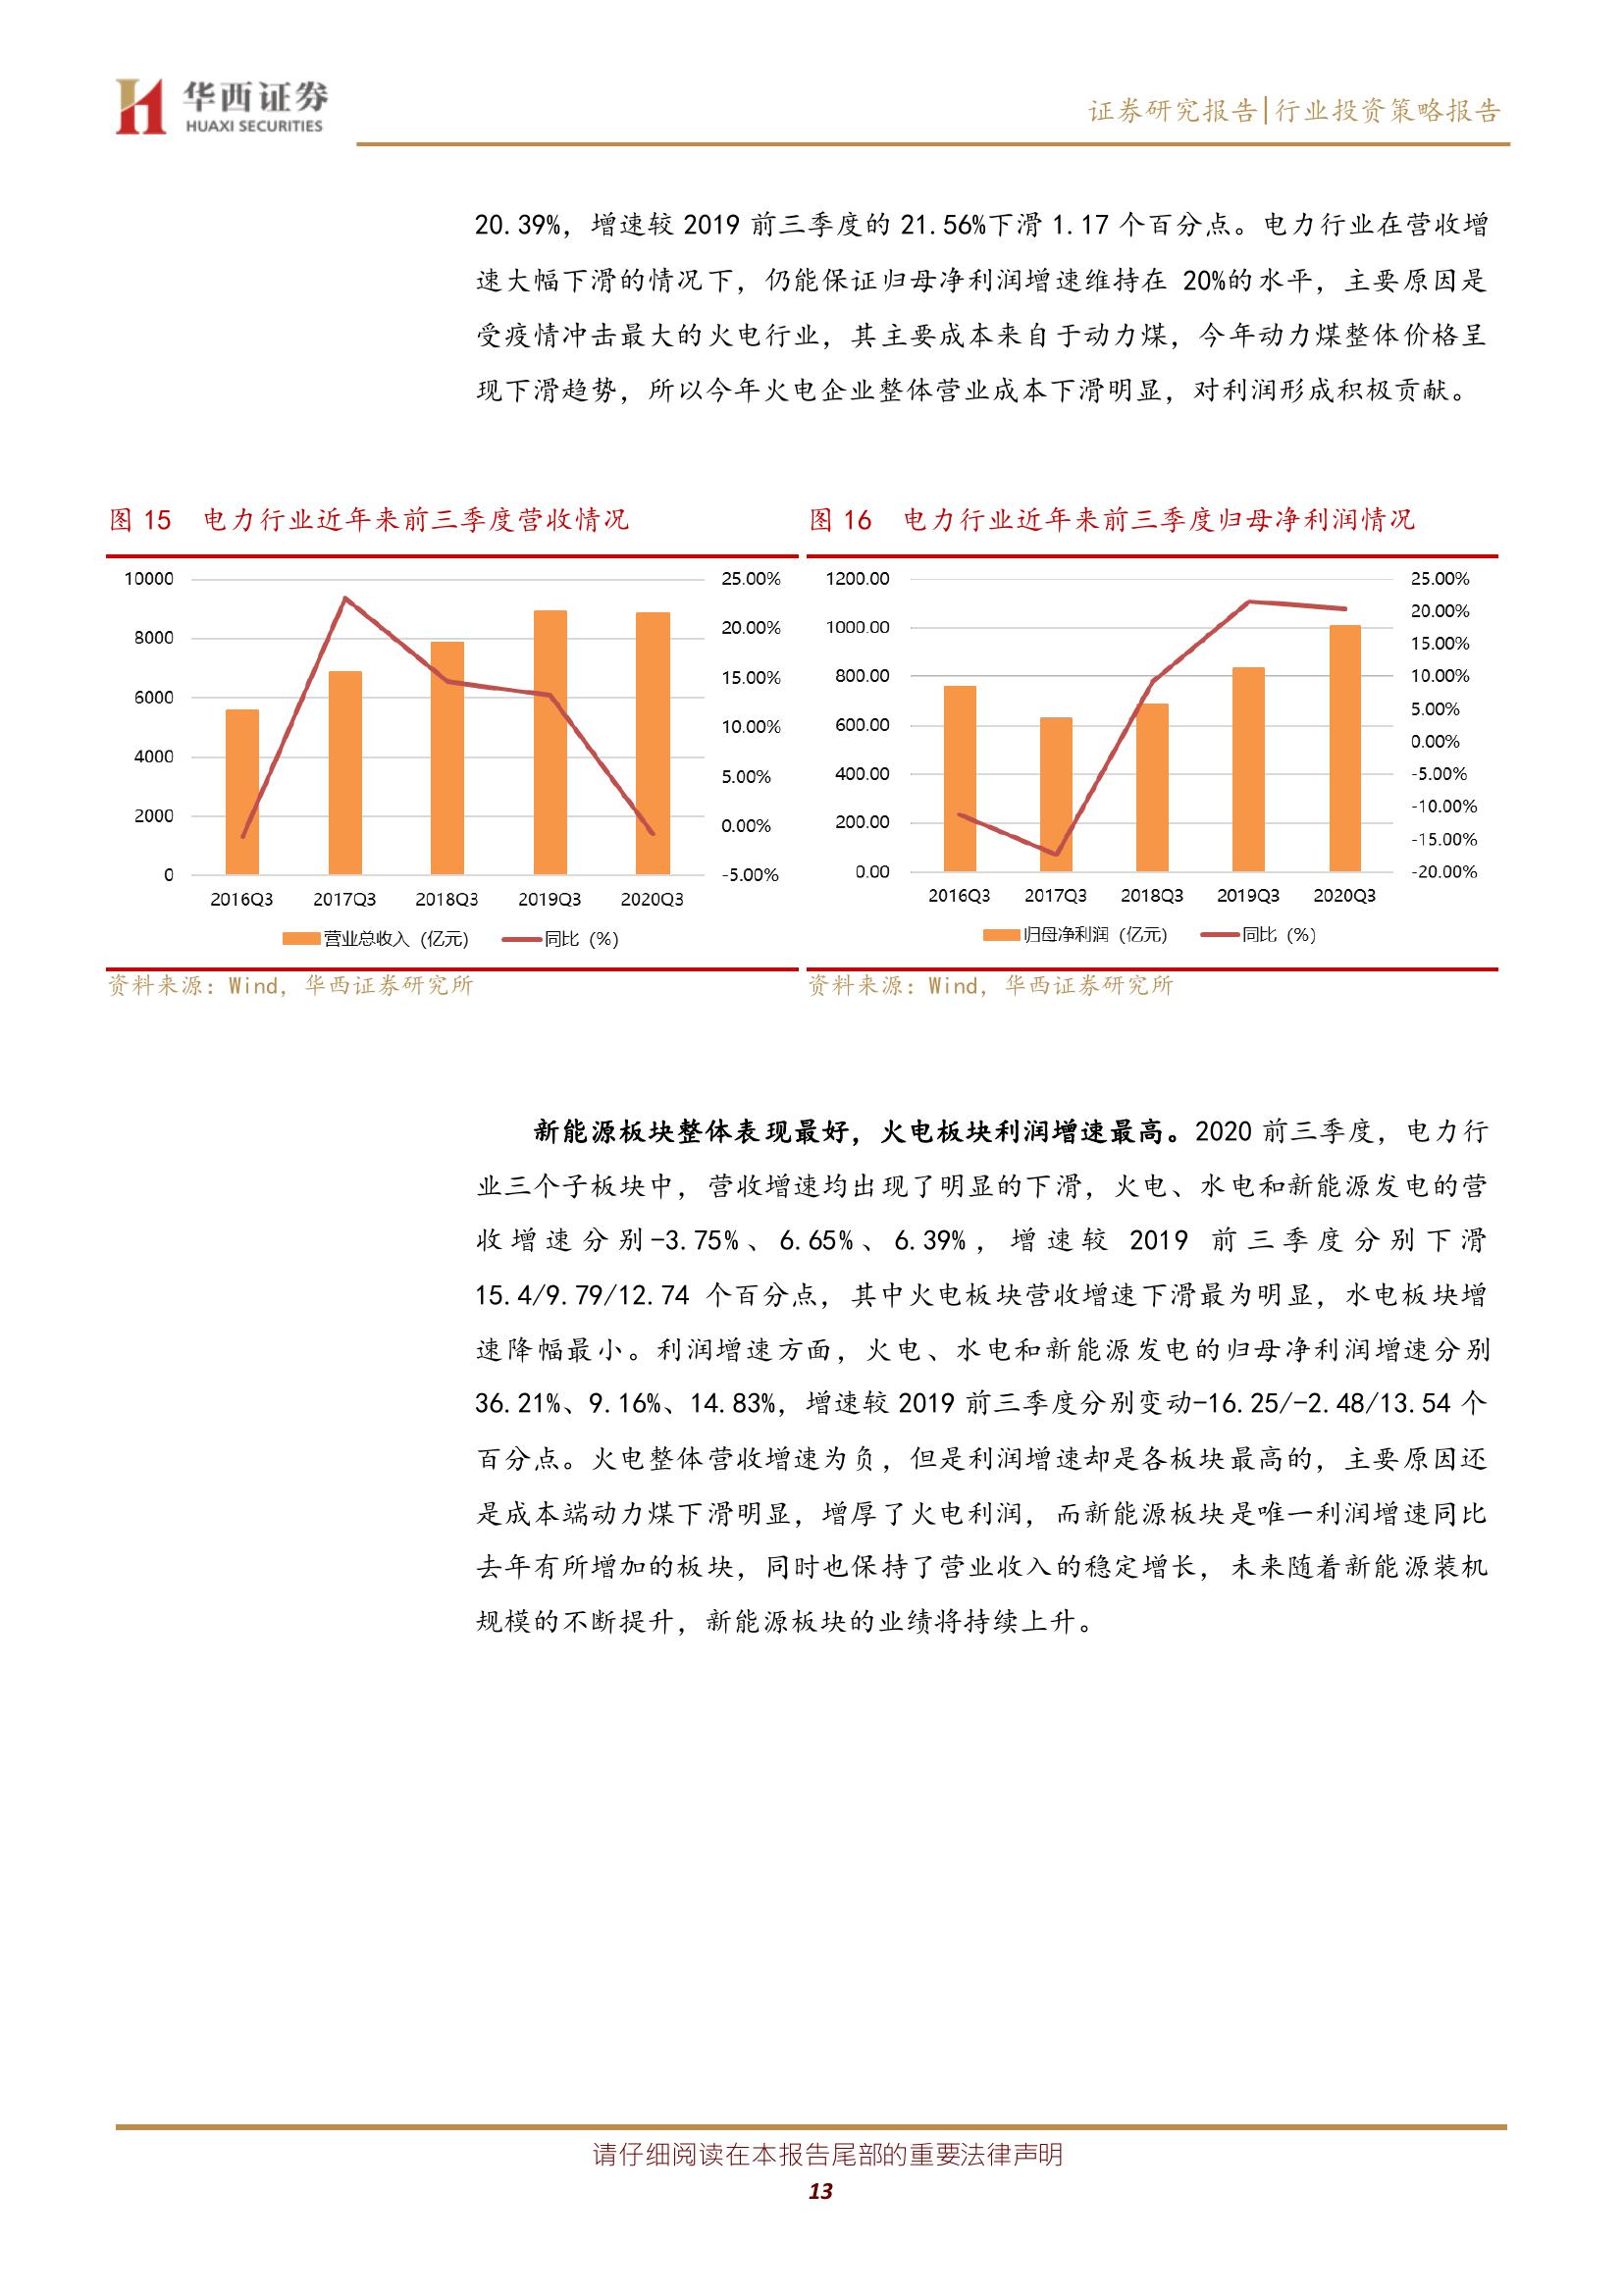 华西证券
HUAXI SECURITIES
证券研究报告|行业投资策略报告
20.39%，增速较 2019 前三季度的 21.56%下滑 1.17 个百分点。电力行业在营收增
速大幅下滑的情况下，仍能保证归母净利润增速维持在 20%的水平，主要原因是
受疫情冲击最大的火电行业，其主要成本来自于动力煤，今年动力煤整体价格呈
现下滑趋势，所以今年火电企业整体营业成本下滑明显，对利润形成积极贡献。
图 15 电力行业近年来前三季度营收情况
10000
8000
6000
4000
2000
0
25.00%
20.00%
15.00%
10.00%
5.00%
0.00%
-5.00%
2016Q3 2017Q3 2018Q3 2019Q3 2020Q3
营业总收入（亿元） 同比（%）
资料来源：Wind，华西证券研究所
图 16 电力行业近年来前三季度归母净利润情况
1200.00
1000.00
800.00
600.00
400.00
200.00
0.00
25.00%
20.00%
15.00%
10.00%
5.00%
0.00%
-5.00%
-10.00%
-15.00%
-20.00%
2016Q3 2017Q3 2018Q3 2019Q3 2020Q3
归母净利润（亿元） 同比（%）
资料来源：Wind，华西证券研究所
新能源板块整体表现最好，火电板块利润增速最高。2020 前三季度，电力行
业三个子板块中，营收增速均出现了明显的下滑，火电、水电和新能源发电的营
收增速分别-3.75%、6.65%、6.39%，增速较 2019 前三季度分别下滑
15.4/9.79/12.74 个百分点，其中火电板块营收增速下滑最为明显，水电板块增
速降幅最小。利润增速方面，火电、水电和新能源发电的归母净利润增速分别
36.21%、9.16%、14.83%，增速较 2019 前三季度分别变动-16.25/-2.48/13.54 个
百分点。火电整体营收增速为负，但是利润增速却是各板块最高的，主要原因还
是成本端动力煤下滑明显，增厚了火电利润，而新能源板块是唯一利润增速同比
去年有所增加的板块，同时也保持了营业收入的稳定增长，未来随着新能源装机
规模的不断提升，新能源板块的业绩将持续上升。
请仔细阅读在本报告尾部的重要法律声明
13